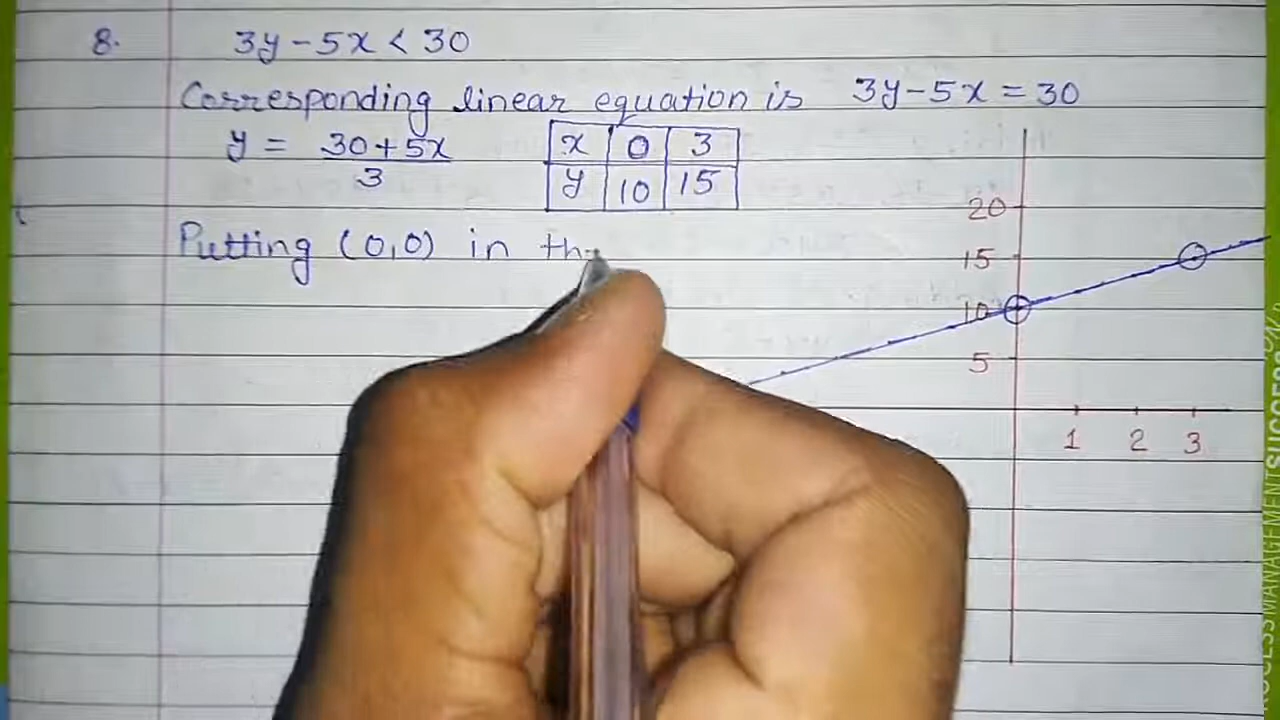 8. 3y - 5x < 30
Corresponding linear equation is 3y - 5x = 30
y = 30 + 5x / 3
x 0 3
y 10 15
Putting (0,0) in the
20
15
10
5
1 2 3